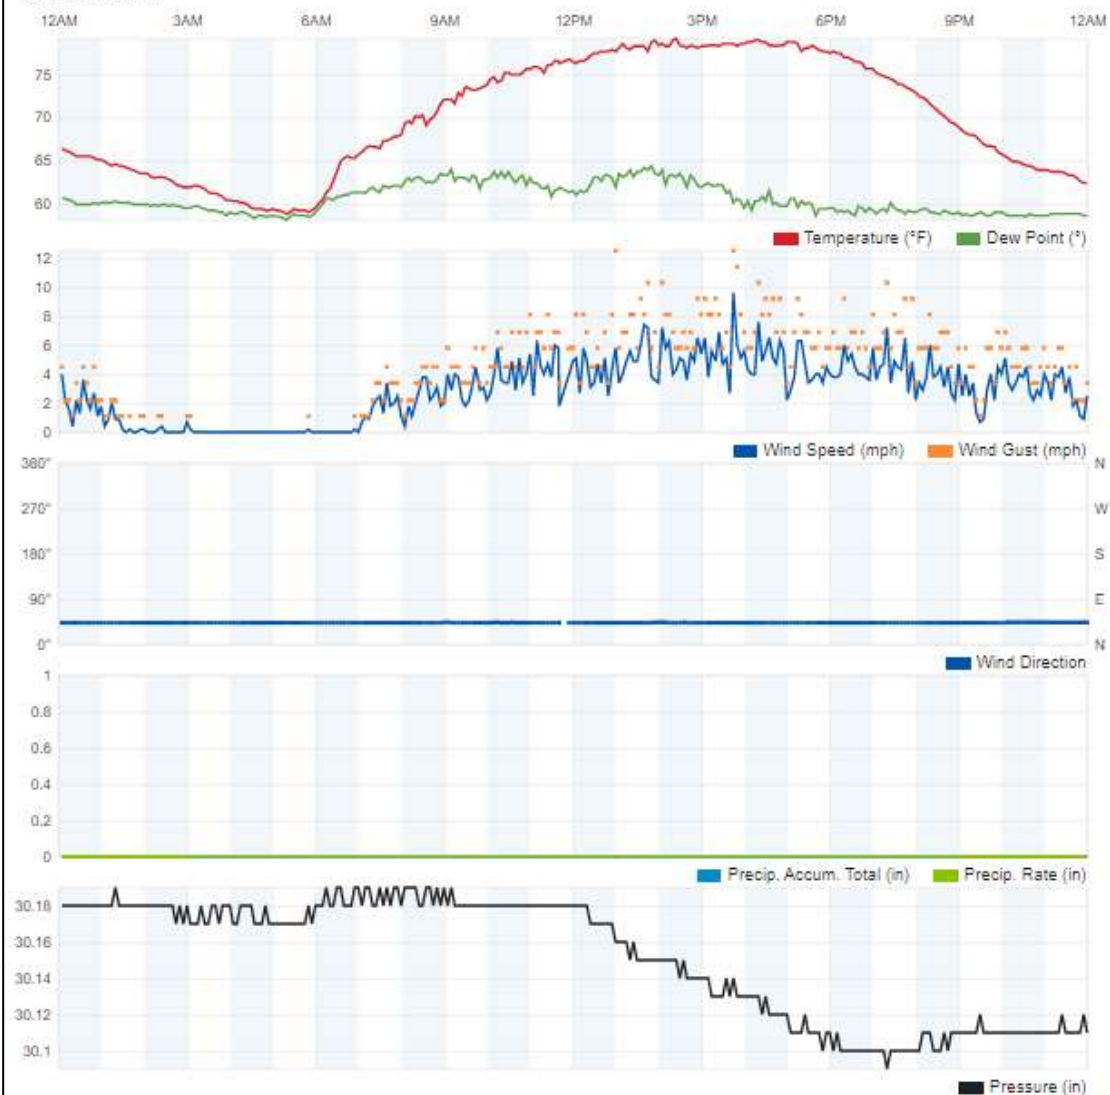 12AM 3AM 6AM 9AM 12PM 3PM 6PM 9PM 12AM
75
70
65
60
Temperature (°F) Dew Point (°)
12
10
8
6
4
2
0
Wind Speed (mph) Wind Gust (mph)
360° N
270° W
180° S
90° E
0° N
Wind Direction
1
0.8
0.6
0.4
0.2
0
Precip. Accum. Total (in) Precip. Rate (in)
30.18
30.16
30.14
30.12
30.1
Pressure (in)